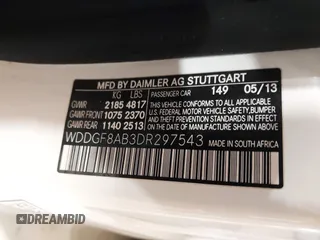 MFD BY DAIMLER AG STUTTGART
KG LBS PASSENGER CAR 149 05/13
GVWR 2185 4817
GAWR FRONT 1075 2370
GAWR REAR 1140 2513
THIS VEHICLE CONFORMS TO ALL APPLICABLE
U.S. FEDERAL MOTOR VEHICLE SAFETY BUMPER
AND THEFT PREVENTION STANDARDS IN EFFECT
ON THE DATE OF MANUFACTURE SHOWN ABOVE
WDDGF8AB3DR297543
MADE IN SOUTH AFRICA
DREAMBID